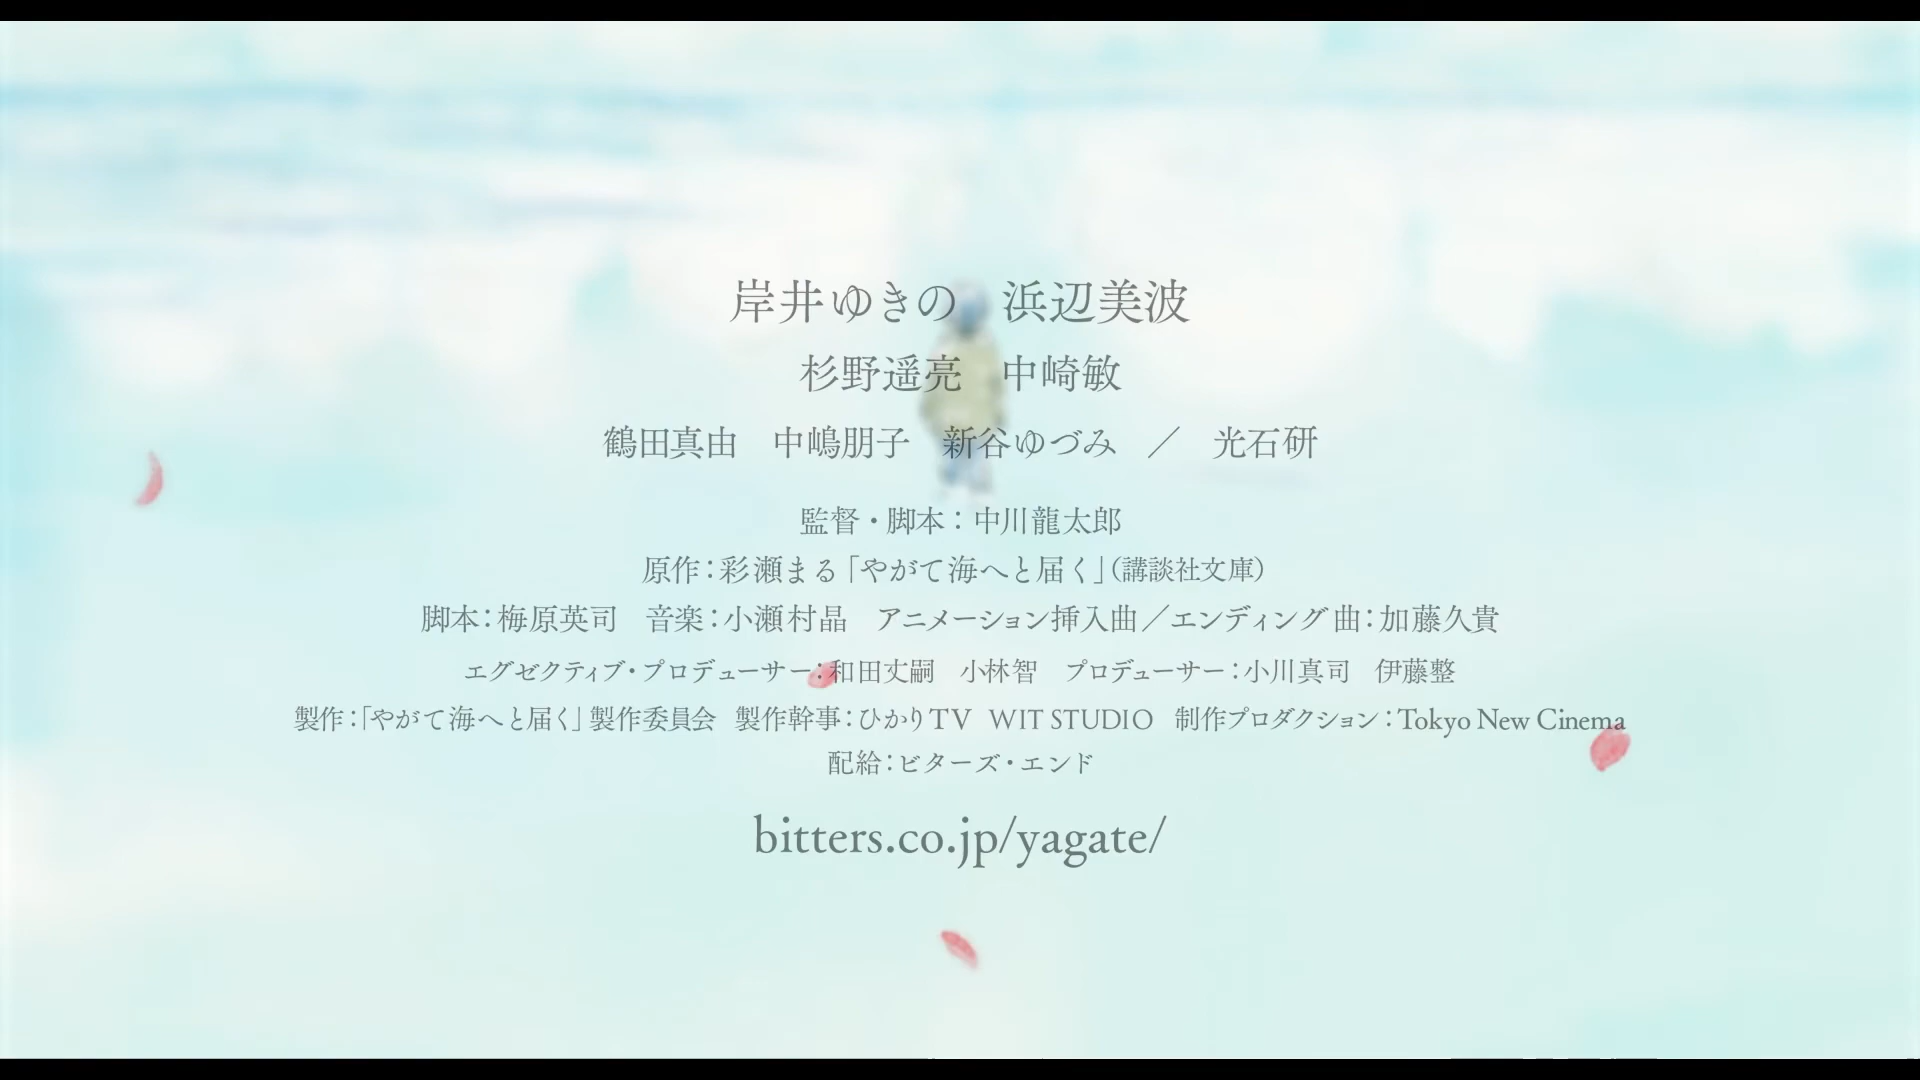 岸井ゆきの　浜辺美波
杉野遥亮　中崎敏
鶴田真由　中嶋朋子　新谷ゆづみ　／　光石研
監督・脚本：中川龍太郎
原作：彩瀬まる「やがて海へと届く」（講談社文庫）
脚本：梅原英司　音楽：小瀬村晶　アニメーション挿入曲／エンディング曲：加藤久貴
エグゼクティブ・プロデューサー：和田丈嗣　小林智　プロデューサー：小川真司　伊藤整
製作：「やがて海へと届く」製作委員会　製作幹事：ひかりTV　WIT STUDIO　制作プロダクション：Tokyo New Cinema
配給：ビターズ・エンド
bitters.co.jp/yagate/